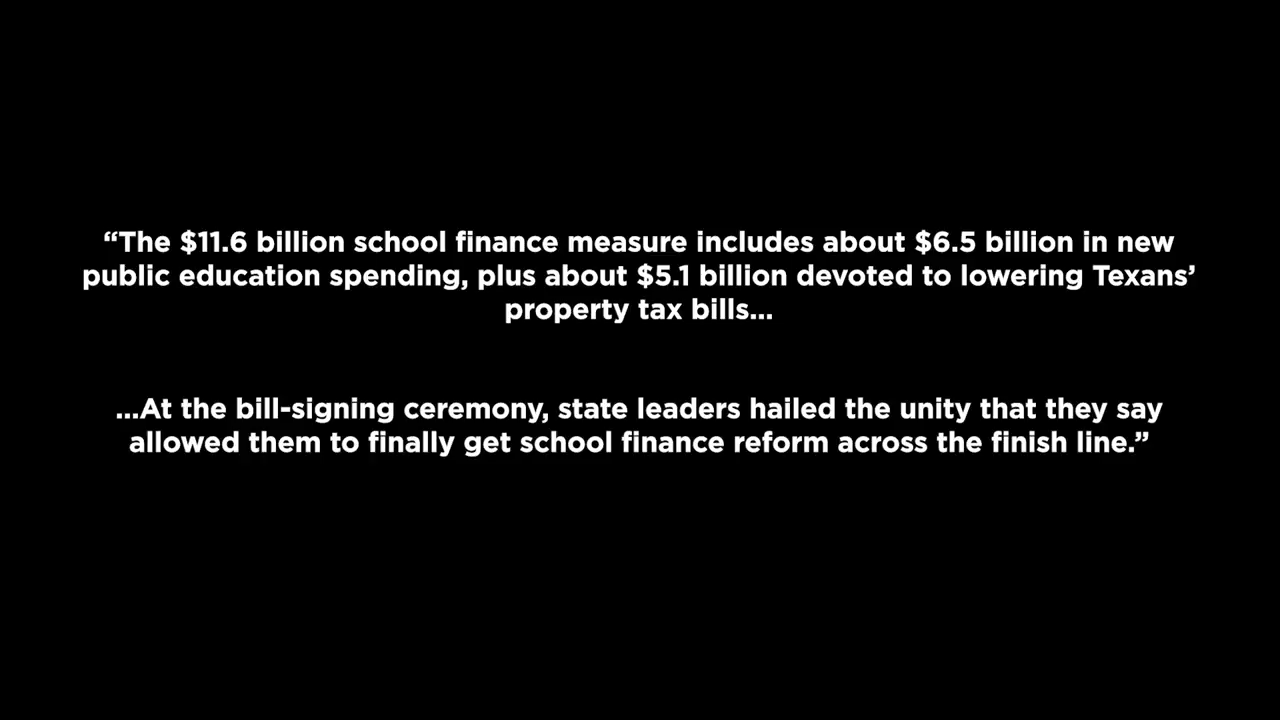 “The $11.6 billion school finance measure includes about $6.5 billion in new
public education spending, plus about $5.1 billion devoted to lowering Texans’
property tax bills...
...At the bill-signing ceremony, state leaders hailed the unity that they say
allowed them to finally get school finance reform across the finish line.”